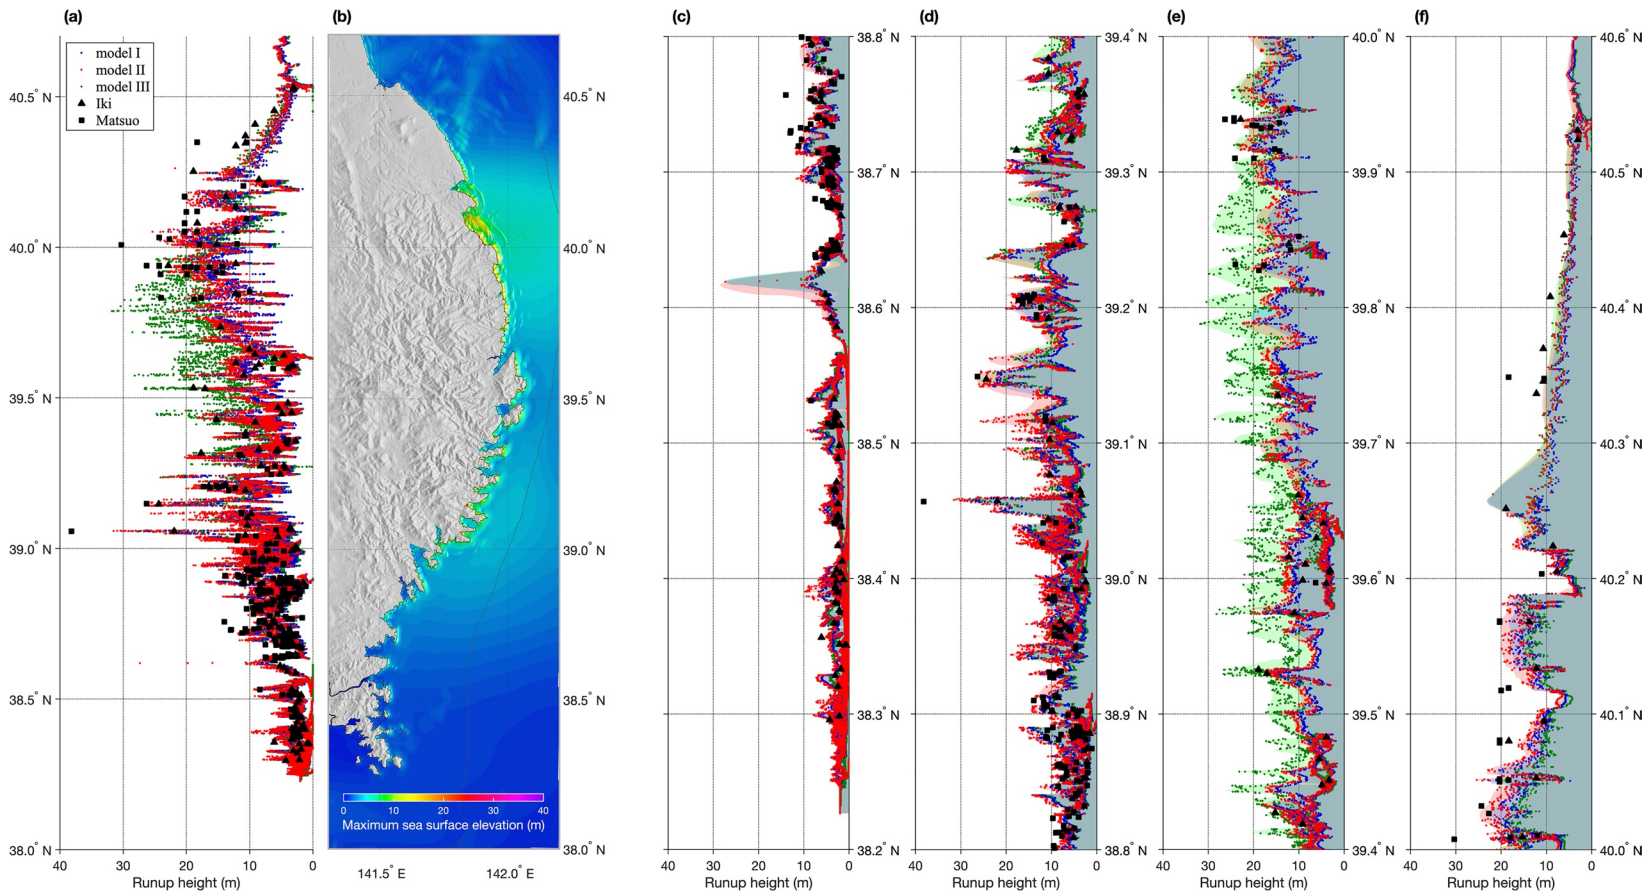 (a)
(b)
(c)
(d)
(e)
(f)
model I
model II
model III
Iki
Matsuo
40.5° N
40.0° N
39.5° N
39.0° N
38.5° N
38.0° N
40 30 20 10 0
Runup height (m)
40.5° N
40.0° N
39.5° N
39.0° N
38.5° N
38.0° N
0 10 20 30 40
Maximum sea surface elevation (m)
141.5° E 142.0° E
38.8° N
38.7° N
38.6° N
38.5° N
38.4° N
38.3° N
38.2° N
40 30 20 10 0
Runup height (m)
39.4° N
39.3° N
39.2° N
39.1° N
39.0° N
38.9° N
38.8° N
40 30 20 10 0
Runup height (m)
40.0° N
39.9° N
39.8° N
39.7° N
39.6° N
39.5° N
39.4° N
40 30 20 10 0
Runup height (m)
40.6° N
40.5° N
40.4° N
40.3° N
40.2° N
40.1° N
40.0° N
40 30 20 10 0
Runup height (m)